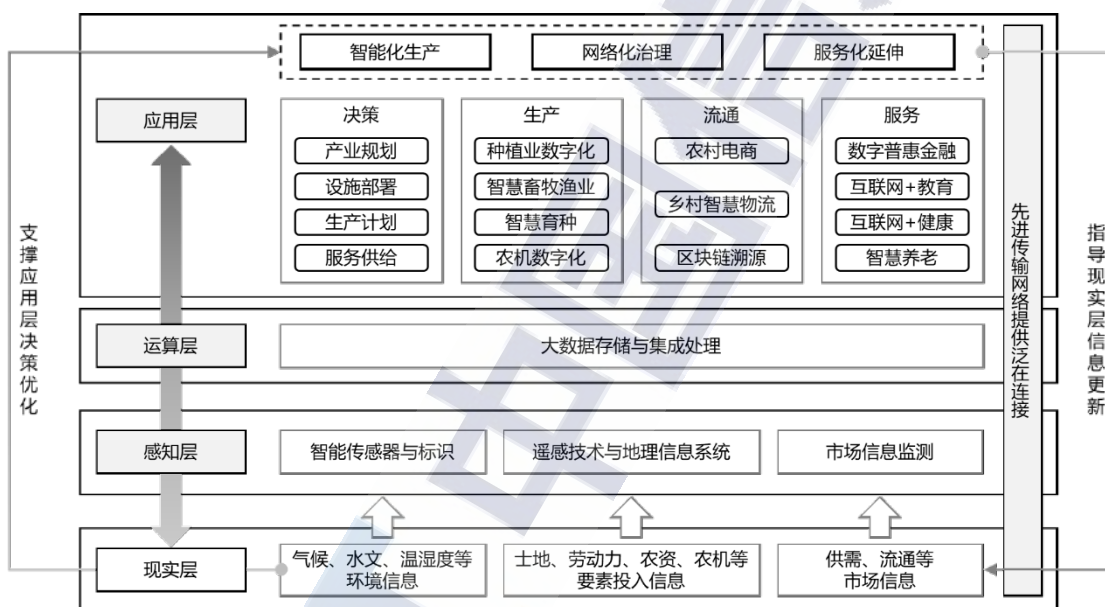 智能化生产
网络化治理
服务化延伸
应用层
决策
产业规划
设施部署
生产计划
服务供给
生产
种植业数字化
智慧畜牧渔业
智慧育种
农机数字化
流通
农村电商
乡村智慧物流
区块链溯源
服务
数字普惠金融
互联网+教育
互联网+健康
智慧养老
运算层
大数据存储与集成处理
感知层
智能传感器与标识
遥感技术与地理信息系统
市场信息监测
现实层
气候、水文、温湿度等
环境信息
土地、劳动力、农资、农机等
要素投入信息
供需、流通等
市场信息
支撑应用层决策优化
先进传输网络提供泛在连接
指导现实层信息更新
中国信